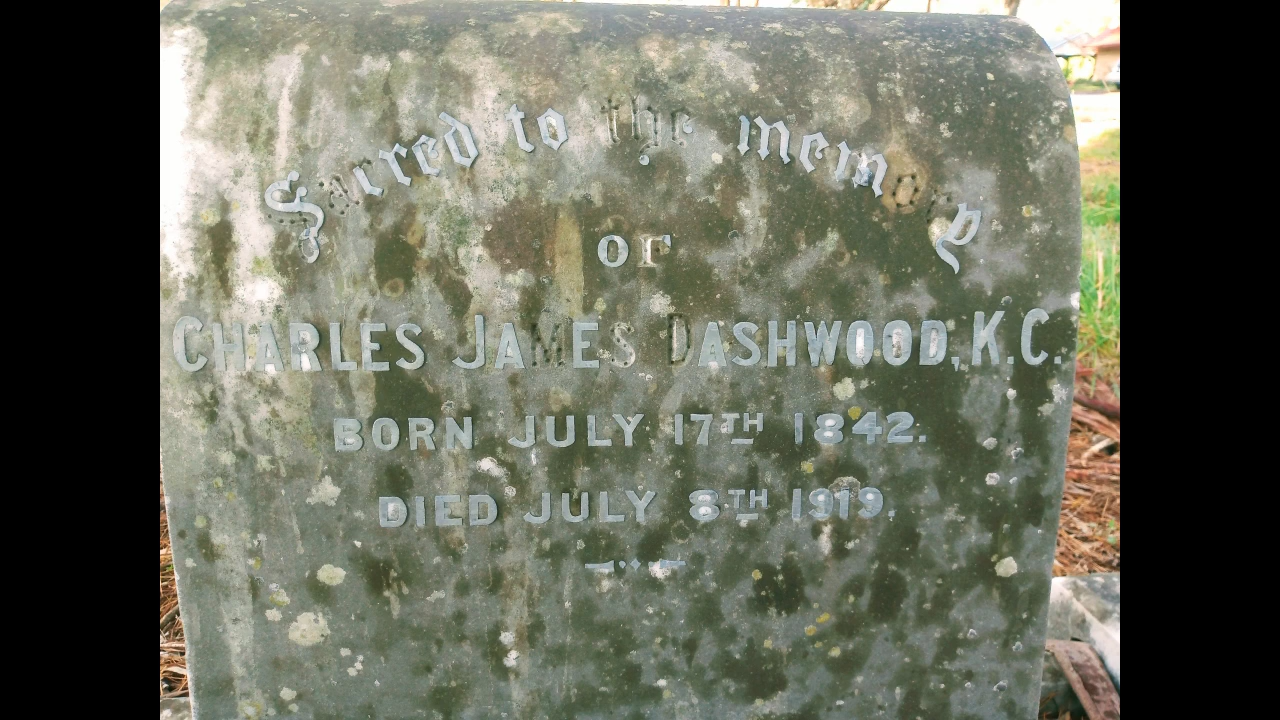 Sacred to the memory
of
CHARLES JAMES DASHWOOD, K.C.
BORN JULY 17TH 1842.
DIED JULY 8TH 1919.